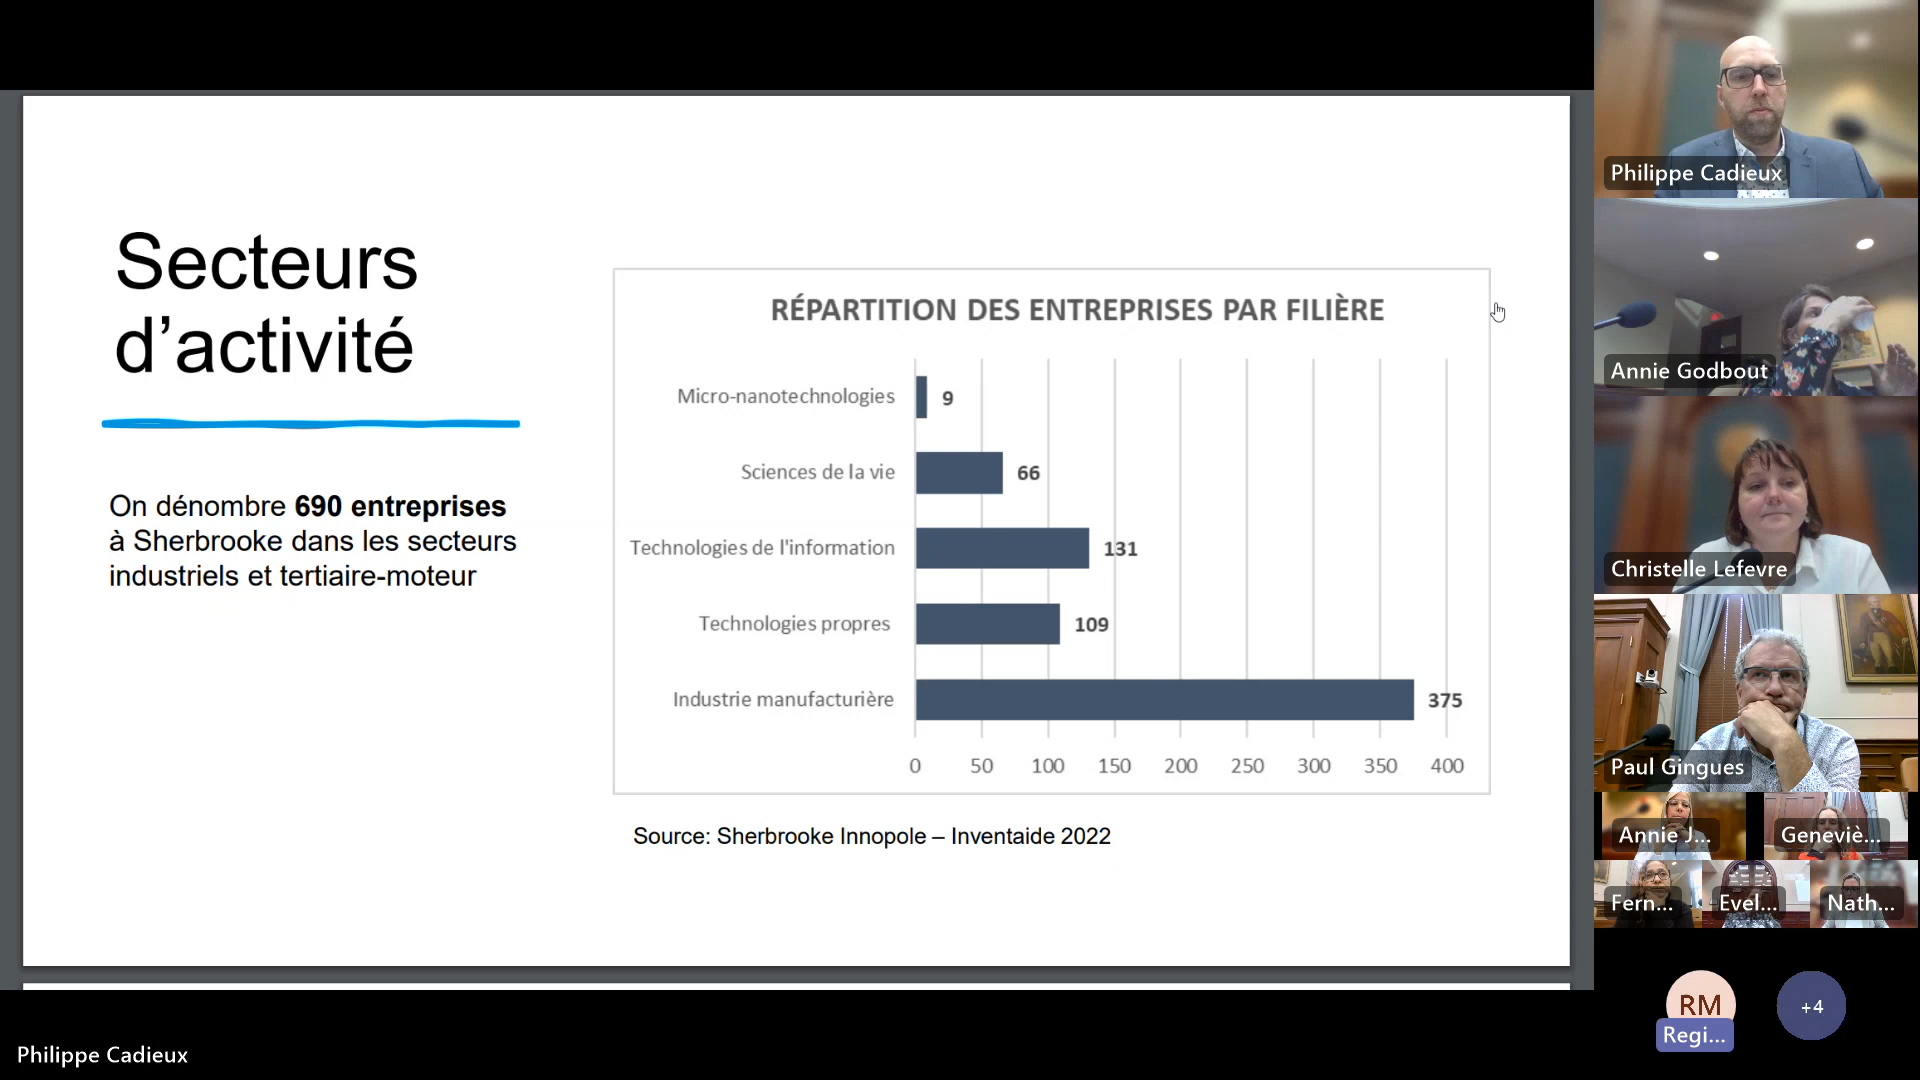 Secteurs
d’activité
On dénombre 690 entreprises
à Sherbrooke dans les secteurs
industriels et tertiaire-moteur
RÉPARTITION DES ENTREPRISES PAR FILIÈRE
Micro-nanotechnologies 9
Sciences de la vie 66
Technologies de l'information 131
Technologies propres 109
Industrie manufacturière 375
0 50 100 150 200 250 300 350 400
Source: Sherbrooke Innopole – Inventaide 2022
Philippe Cadieux
Annie Godbout
Christelle Lefevre
Paul Gingues
Annie J...
Geneviè...
Fern...
Evel...
Nath...
RM
Regi...
+4
Philippe Cadieux